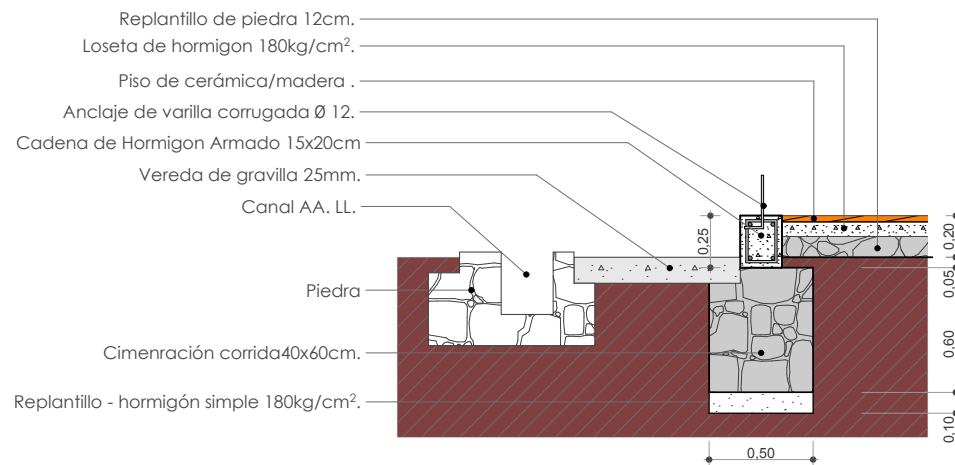 Replantillo de piedra 12cm.
Loseta de hormigon 180kg/cm².
Piso de cerámica/madera .
Anclaje de varilla corrugada Ø 12.
Cadena de Hormigon Armado 15x20cm
Vereda de gravilla 25mm.
Canal AA. LL.
Piedra
Cimenración corrida40x60cm.
Replantillo - hormigón simple 180kg/cm².
0,25
0,20
0,05
0,60
0,10
0,50